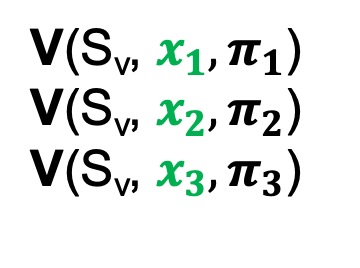 V(Sᵥ, x₁, π₁)
V(Sᵥ, x₂, π₂)
V(Sᵥ, x₃, π₃)